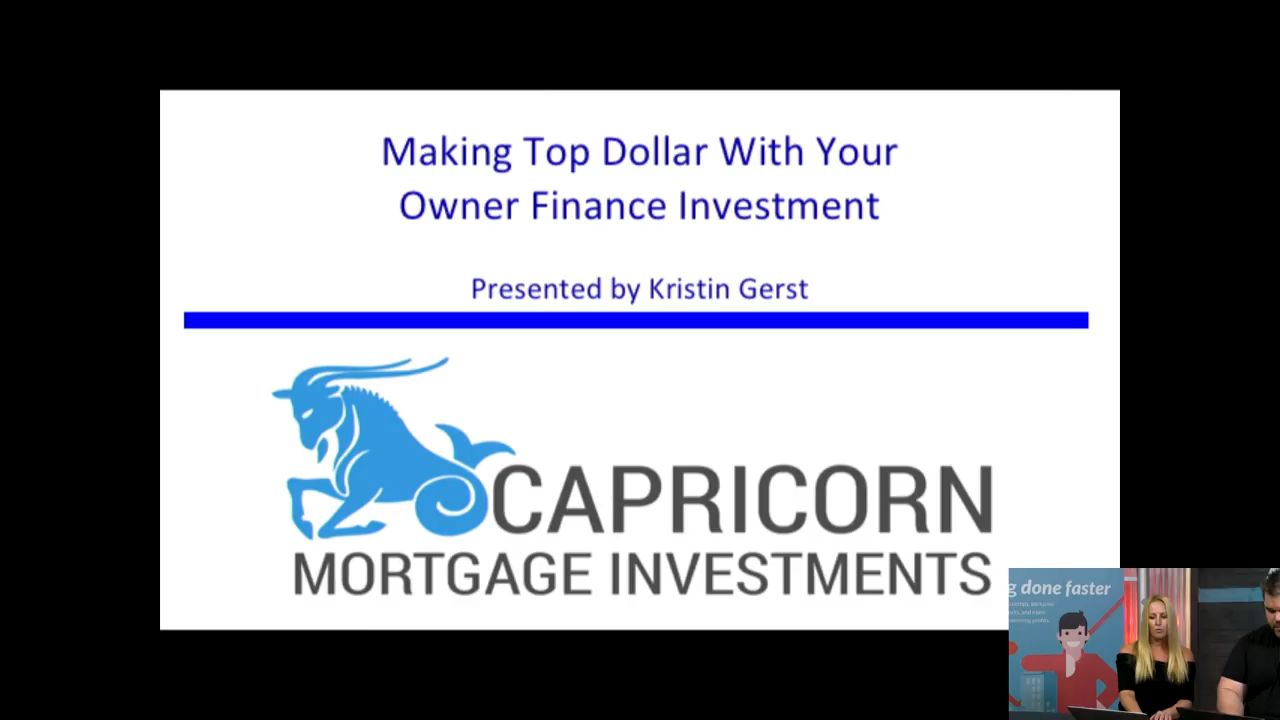 Making Top Dollar With Your
Owner Finance Investment
Presented by Kristin Gerst
CAPRICORN
MORTGAGE INVESTMENTS
g done faster